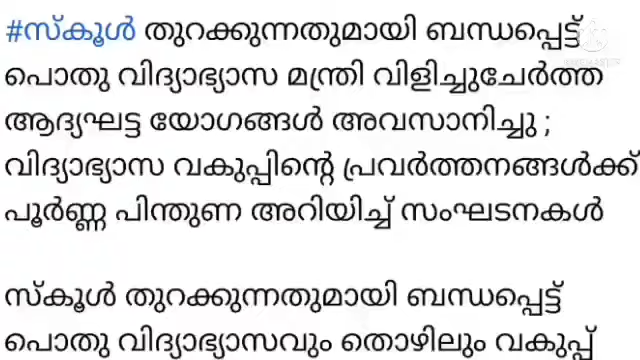 #സ്കൂൾ തുറക്കുന്നതുമായി ബന്ധപ്പെട്ട്
പൊതു വിദ്യാഭ്യാസ മന്ത്രി വിളിച്ചുചേർത്ത
ആദ്യഘട്ട യോഗങ്ങൾ അവസാനിച്ചു ;
വിദ്യാഭ്യാസ വകുപ്പിന്റെ പ്രവർത്തനങ്ങൾക്ക്
പൂർണ്ണ പിന്തുണ അറിയിച്ച് സംഘടനകൾ
സ്കൂൾ തുറക്കുന്നതുമായി ബന്ധപ്പെട്ട്
പൊതു വിദ്യാഭ്യാസവും തൊഴിലും വകുപ്പ്